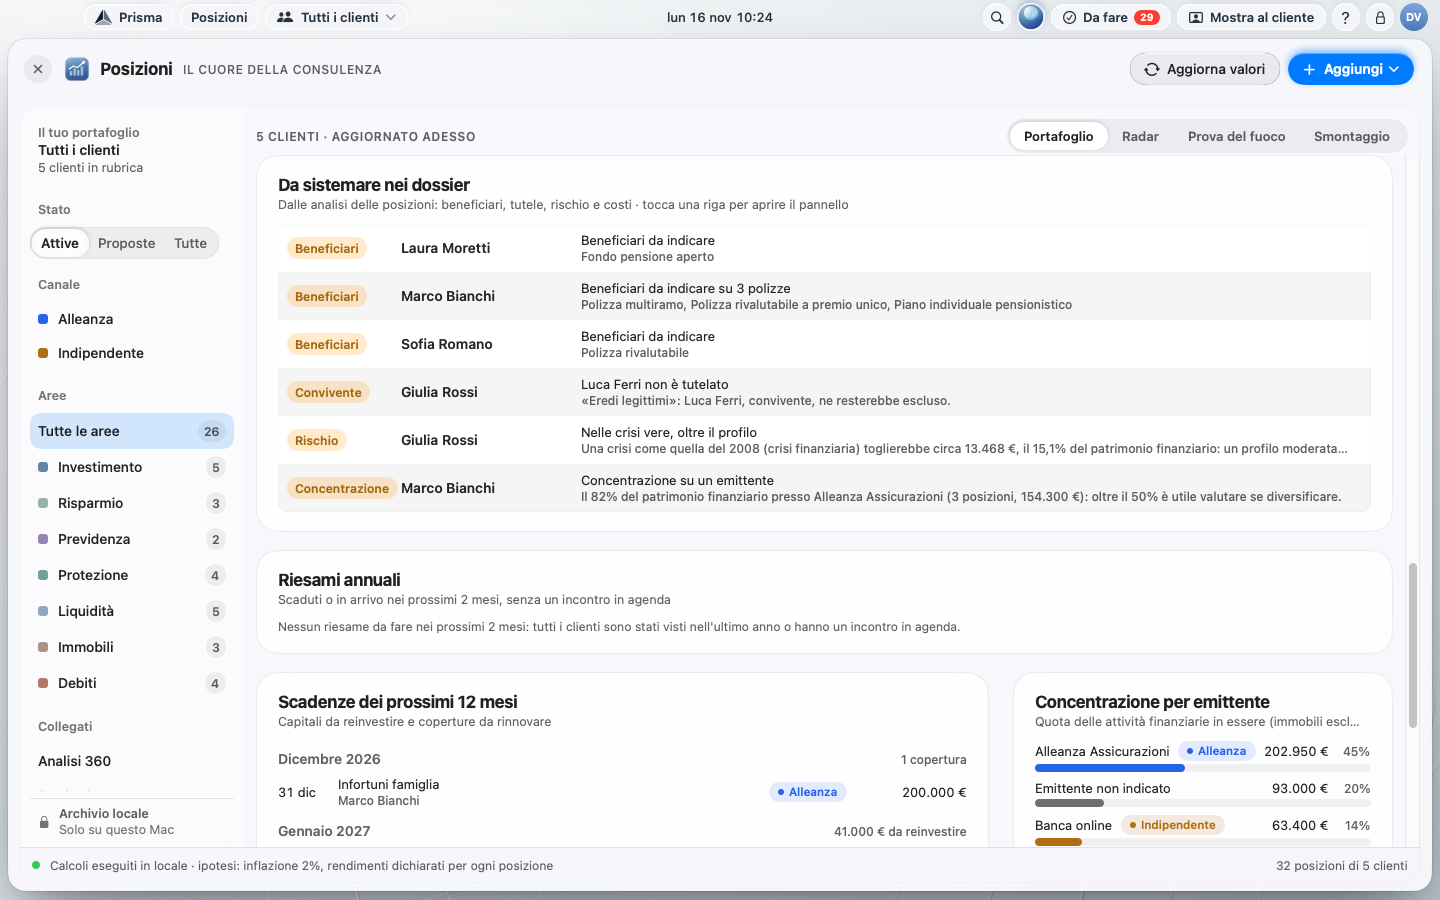 Prisma
Posizioni
Tutti i clienti
lun 16 nov 10:24
Da fare 29
Mostra al cliente
?
DV
Posizioni IL CUORE DELLA CONSULENZA
Aggiorna valori
+ Aggiungi
Il tuo portafoglio
Tutti i clienti
5 clienti in rubrica
Stato
Attive Proposte Tutte
Canale
Alleanza
Indipendente
Aree
Tutte le aree 26
Investimento 5
Risparmio 3
Previdenza 2
Protezione 4
Liquidità 5
Immobili 3
Debiti 4
Collegati
Analisi 360
Archivio locale
Solo su questo Mac
5 CLIENTI · AGGIORNATO ADESSO
Portafoglio Radar Prova del fuoco Smontaggio
Da sistemare nei dossier
Dalle analisi delle posizioni: beneficiari, tutele, rischio e costi · tocca una riga per aprire il pannello
Beneficiari Laura Moretti Beneficiari da indicare
Fondo pensione aperto
Beneficiari Marco Bianchi Beneficiari da indicare su 3 polizze
Polizza multiramo, Polizza rivalutabile a premio unico, Piano individuale pensionistico
Beneficiari Sofia Romano Beneficiari da indicare
Polizza rivalutabile
Convivente Giulia Rossi Luca Ferri non è tutelato
«Eredi legittimi»: Luca Ferri, convivente, ne resterebbe escluso.
Rischio Giulia Rossi Nelle crisi vere, oltre il profilo
Una crisi come quella del 2008 (crisi finanziaria) toglierebbe circa 13.468 €, il 15,1% del patrimonio finanziario: un profilo moderata...
Concentrazione Marco Bianchi Concentrazione su un emittente
Il 82% del patrimonio finanziario presso Alleanza Assicurazioni (3 posizioni, 154.300 €): oltre il 50% è utile valutare se diversificare.
Riesami annuali
Scaduti o in arrivo nei prossimi 2 mesi, senza un incontro in agenda
Nessun riesame da fare nei prossimi 2 mesi: tutti i clienti sono stati visti nell'ultimo anno o hanno un incontro in agenda.
Scadenze dei prossimi 12 mesi
Capitali da reinvestire e coperture da rinnovare
Dicembre 2026 1 copertura
31 dic Infortuni famiglia Alleanza 200.000 €
Marco Bianchi
Gennaio 2027 41.000 € da reinvestire
Concentrazione per emittente
Quota delle attività finanziarie in essere (immobili escl...
Alleanza Assicurazioni Alleanza 202.950 € 45%
Emittente non indicato 93.000 € 20%
Banca online Indipendente 63.400 € 14%
Calcoli eseguiti in locale · ipotesi: inflazione 2%, rendimenti dichiarati per ogni posizione
32 posizioni di 5 clienti